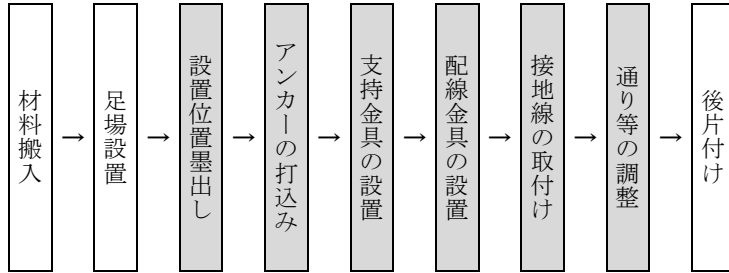 材料搬入
→
足場設置
→
設置位置墨出し
→
アンカーの打込み
→
支持金具の設置
→
配線金具の設置
→
接地線の取付け
→
通り等の調整
→
後片付け